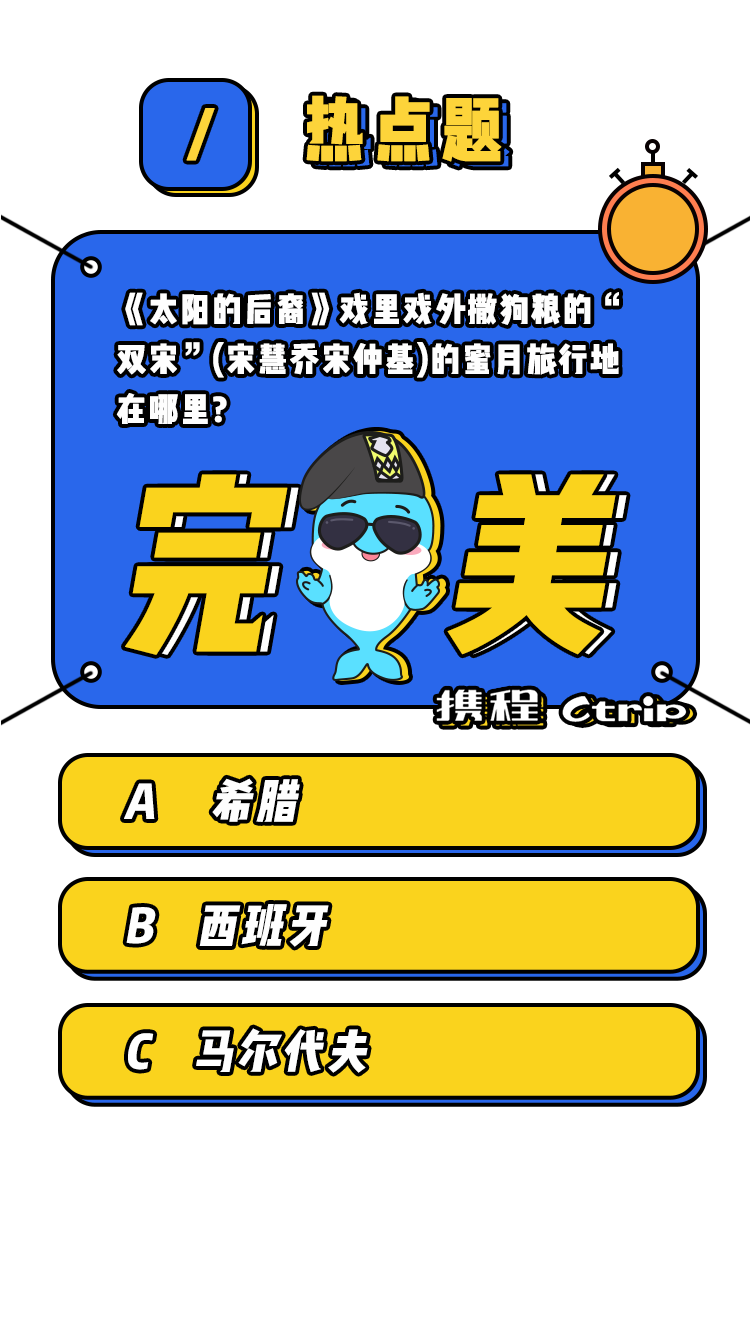 / 热点题
《太阳的后裔》戏里戏外撒狗粮的“
双宋”(宋慧乔宋仲基)的蜜月旅行地
在哪里?
完美
携程 Ctrip
A 希腊
B 西班牙
C 马尔代夫